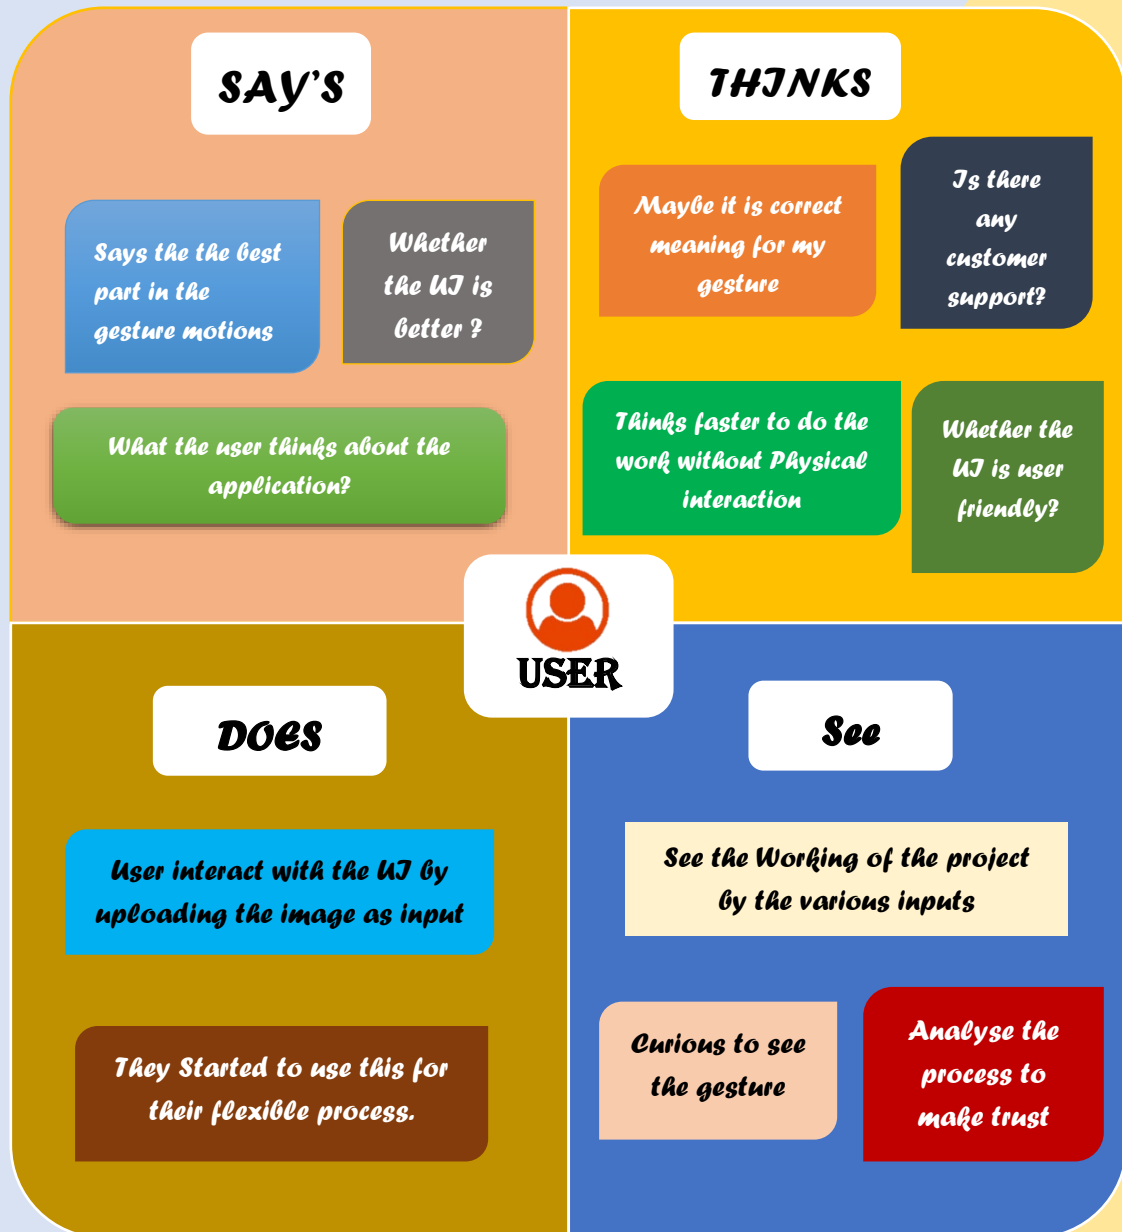 SAY'S
Says the the best
part in the
gesture motions
Whether
the UI is
better ?
What the user thinks about the
application?
THINKS
Maybe it is correct
meaning for my
gesture
Is there
any
customer
support?
Thinks faster to do the
work without Physical
interaction
Whether the
UI is user
friendly?
USER
DOES
User interact with the UI by
uploading the image as input
They Started to use this for
their flexible process.
See
See the Working of the project
by the various inputs
Curious to see
the gesture
Analyse the
process to
make trust